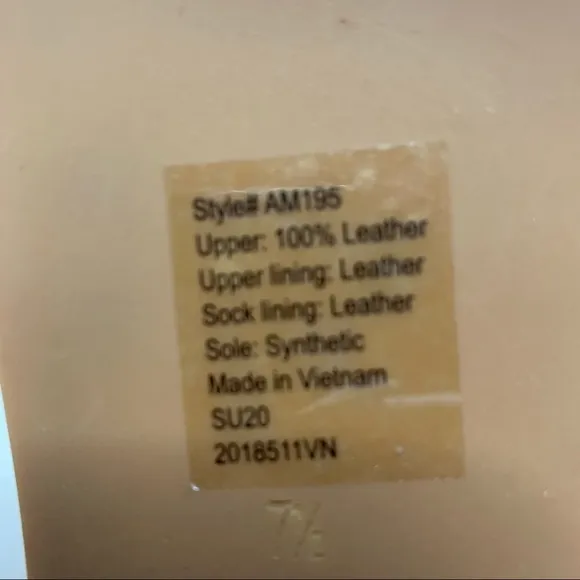 Style# AM195
Upper: 100% Leather
Upper lining: Leather
Sock lining: Leather
Sole: Synthetic
Made in Vietnam
SU20
2018511VN
7½